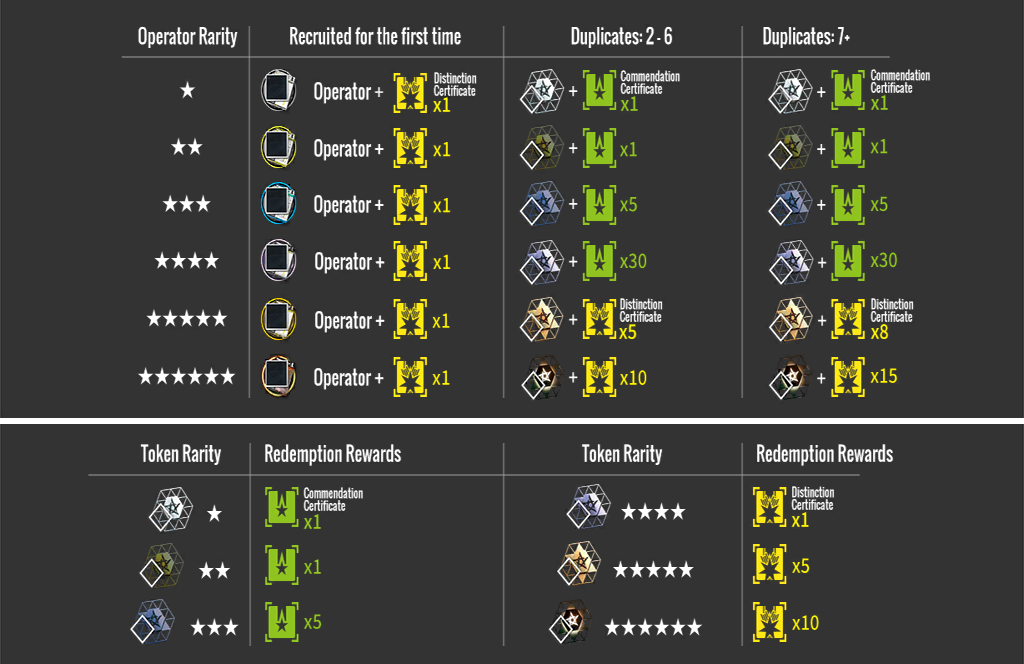 Operator Rarity Recruited for the first time Duplicates: 2 - 6 Duplicates: 7+
Operator + Distinction Certificate x1 + Commendation Certificate x1 + Commendation Certificate x1
Operator + x1 + x1 + x1
Operator + x1 + x5 + x5
Operator + x1 + x30 + x30
Operator + x1 + Distinction Certificate x5 + Distinction Certificate x8
Operator + x1 + x10 + x15
Token Rarity Redemption Rewards Token Rarity Redemption Rewards
Commendation Certificate x1 Distinction Certificate x1
x1 x5
x5 x10